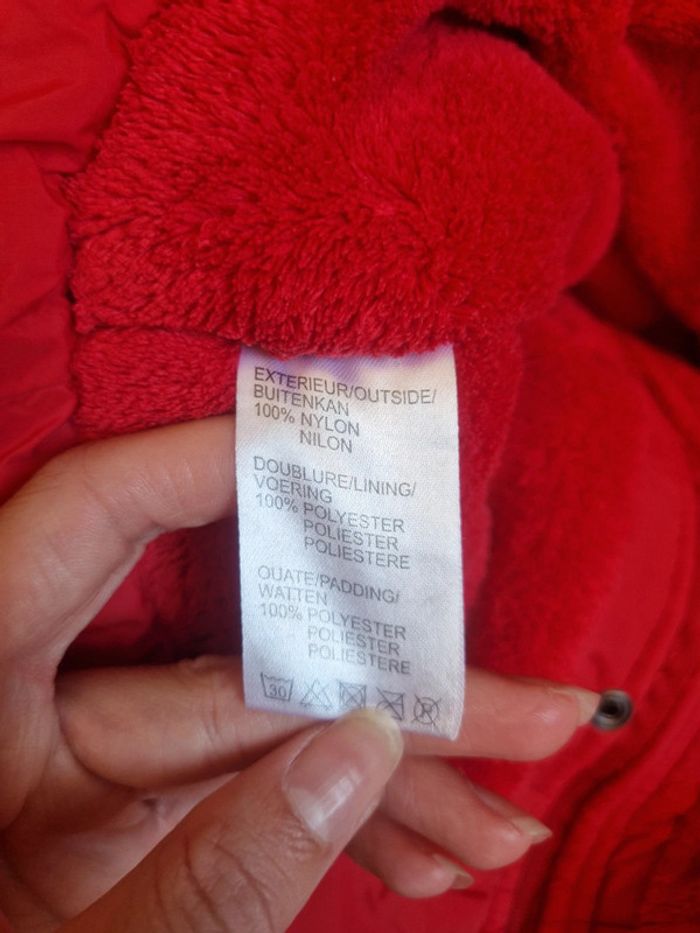 EXTERIEUR/OUTSIDE/
BUITENKAN
100% NYLON
NILON
DOUBLURE/LINING/
VOERING
100% POLYESTER
POLIESTER
POLIESTERE
OUATE/PADDING/
WATTEN
100% POLYESTER
POLIESTER
POLIESTERE
30